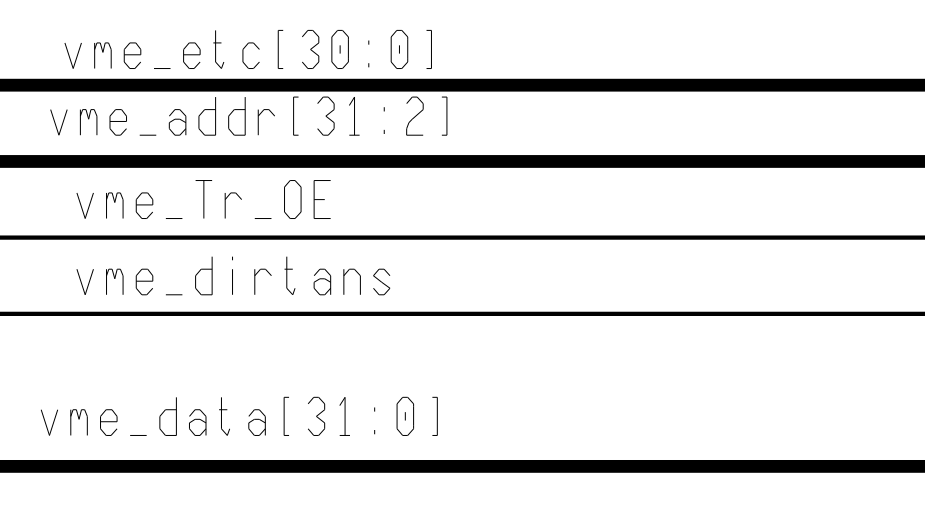 vme_etc[30:0]
vme_addr[31:2]
vme_Tr_OE
vme_dirtans
vme_data[31:0]